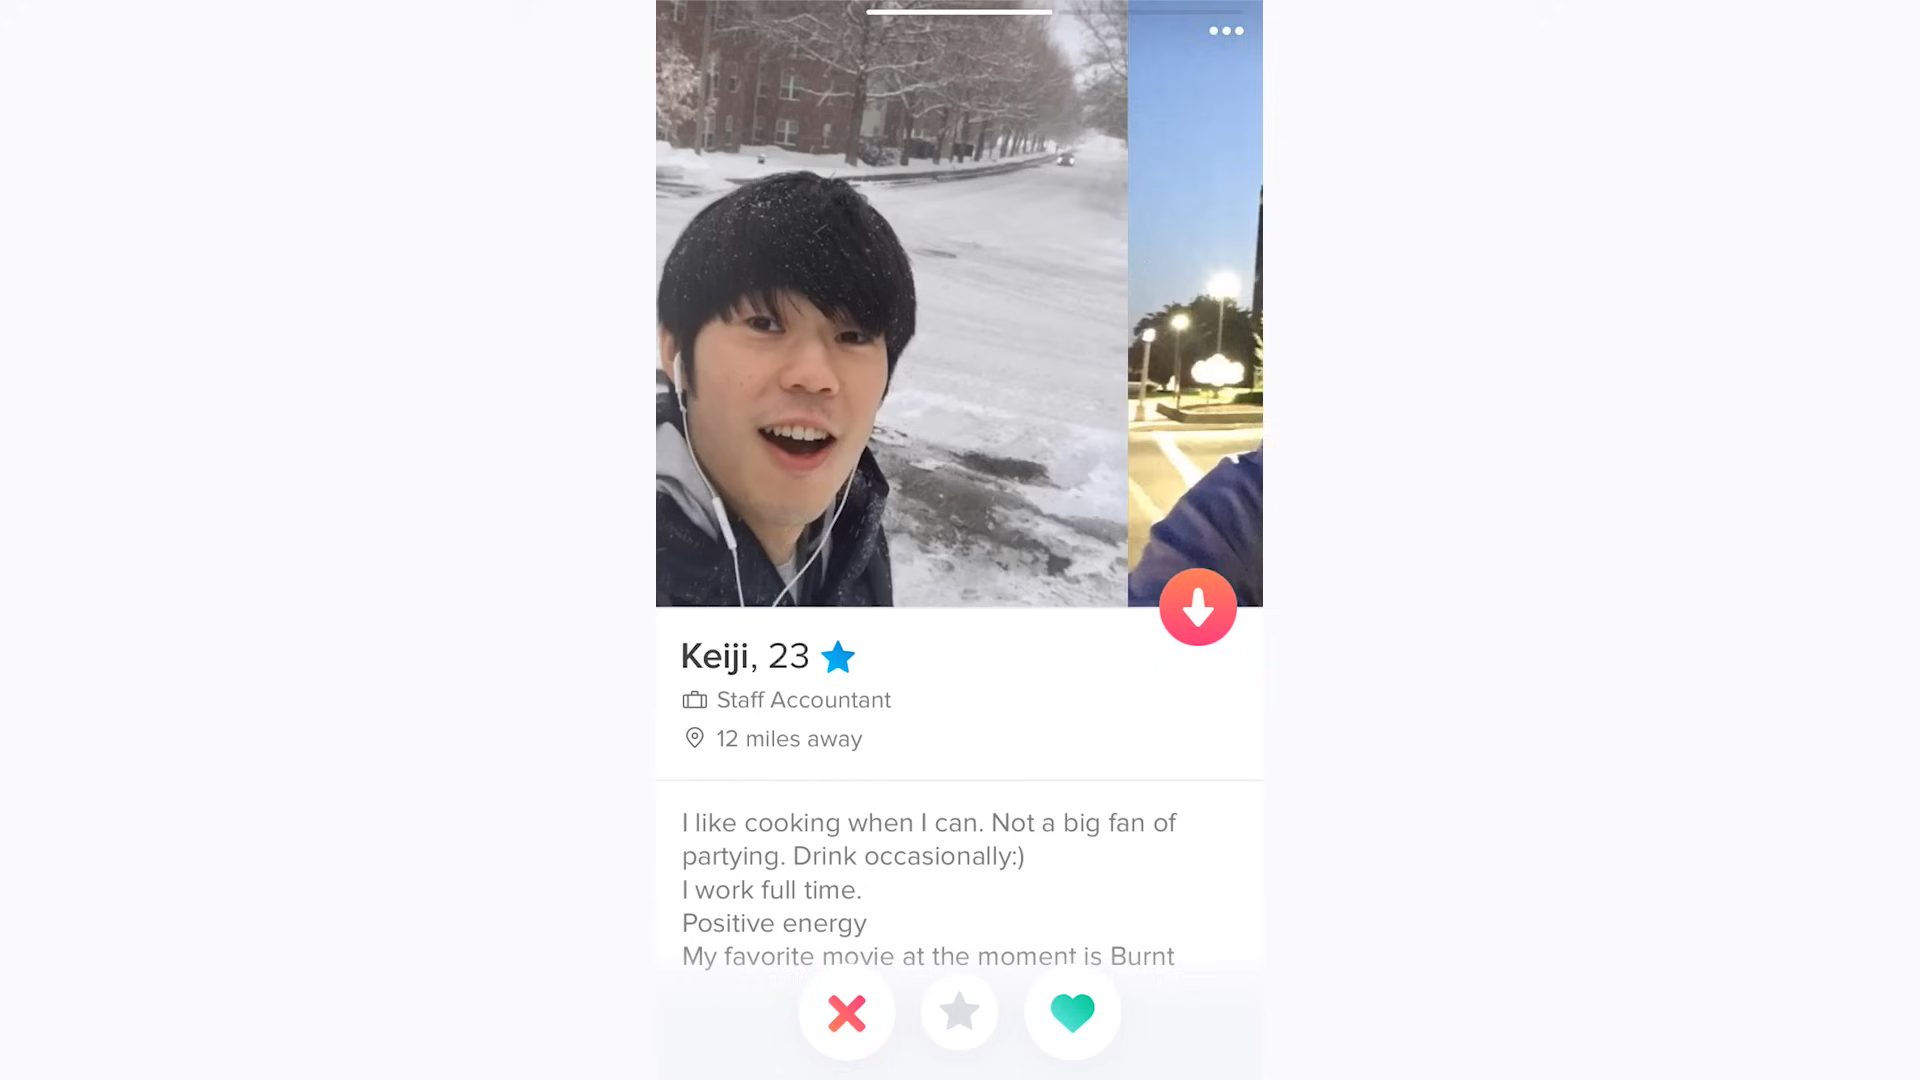 Keiji, 23
Staff Accountant
12 miles away
I like cooking when I can. Not a big fan of
partying. Drink occasionally:)
I work full time.
Positive energy
My favorite movie at the moment is Burnt